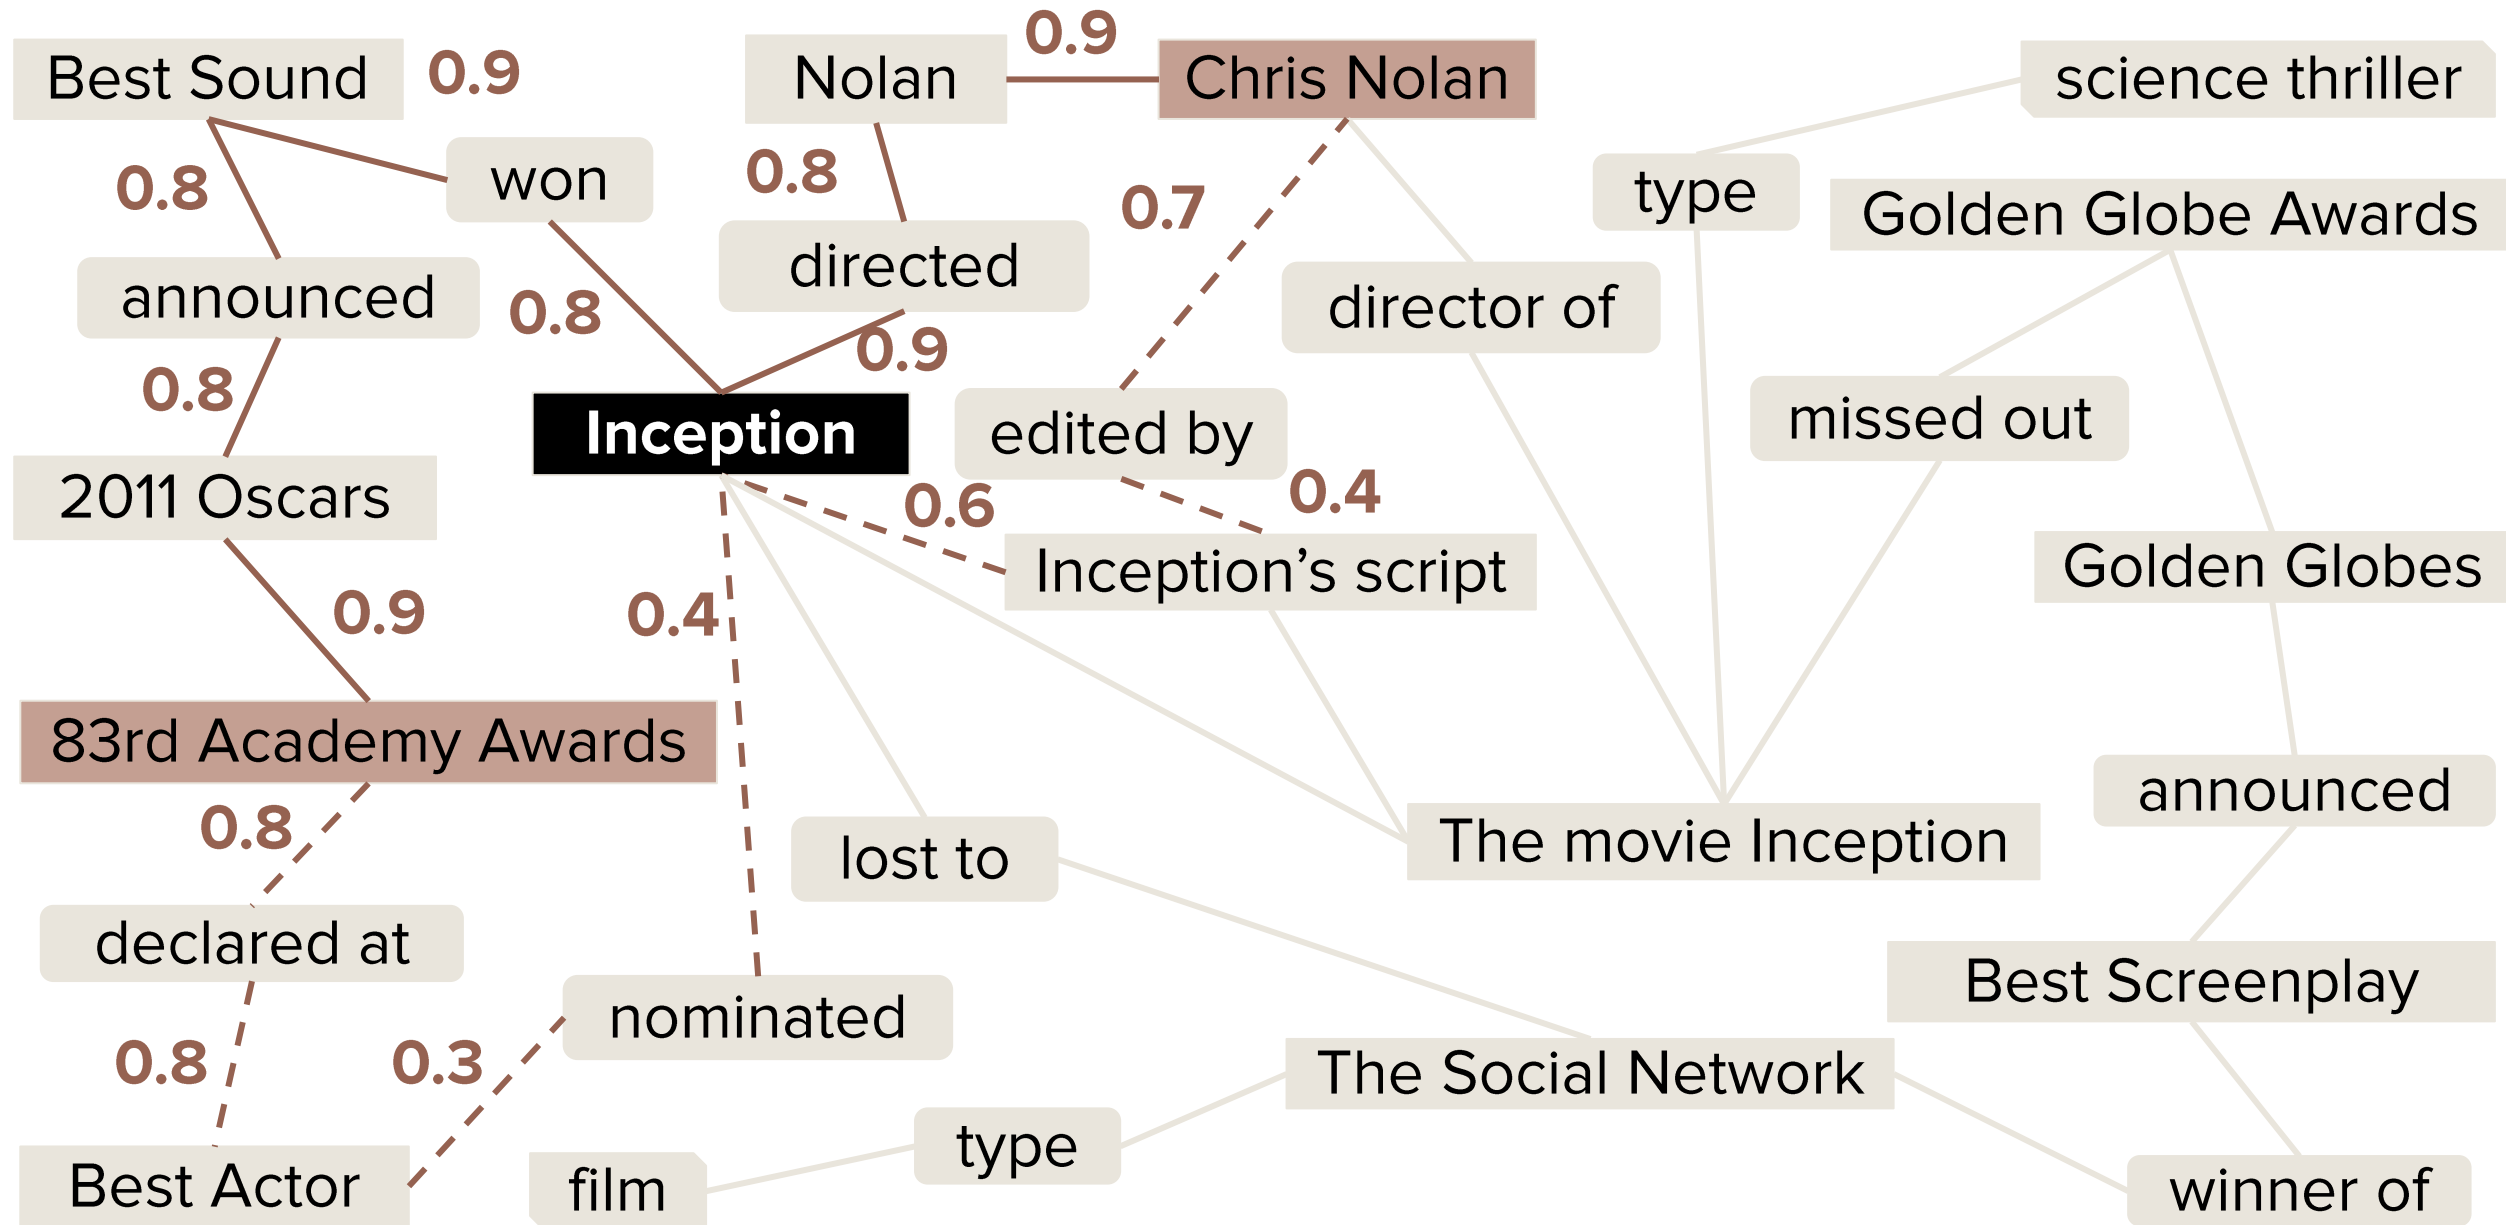 Best Sound
0.9
Nolan
0.9
Chris Nolan
science thriller
won
0.8
0.8
0.7
type
Golden Globe Awards
announced
directed
0.8
0.9
director of
0.8
Inception
edited by
missed out
2011 Oscars
0.6
0.4
Inception’s script
Golden Globes
0.9
0.4
83rd Academy Awards
announced
0.8
lost to
The movie Inception
declared at
nominated
Best Screenplay
0.8
0.3
The Social Network
type
Best Actor
film
winner of